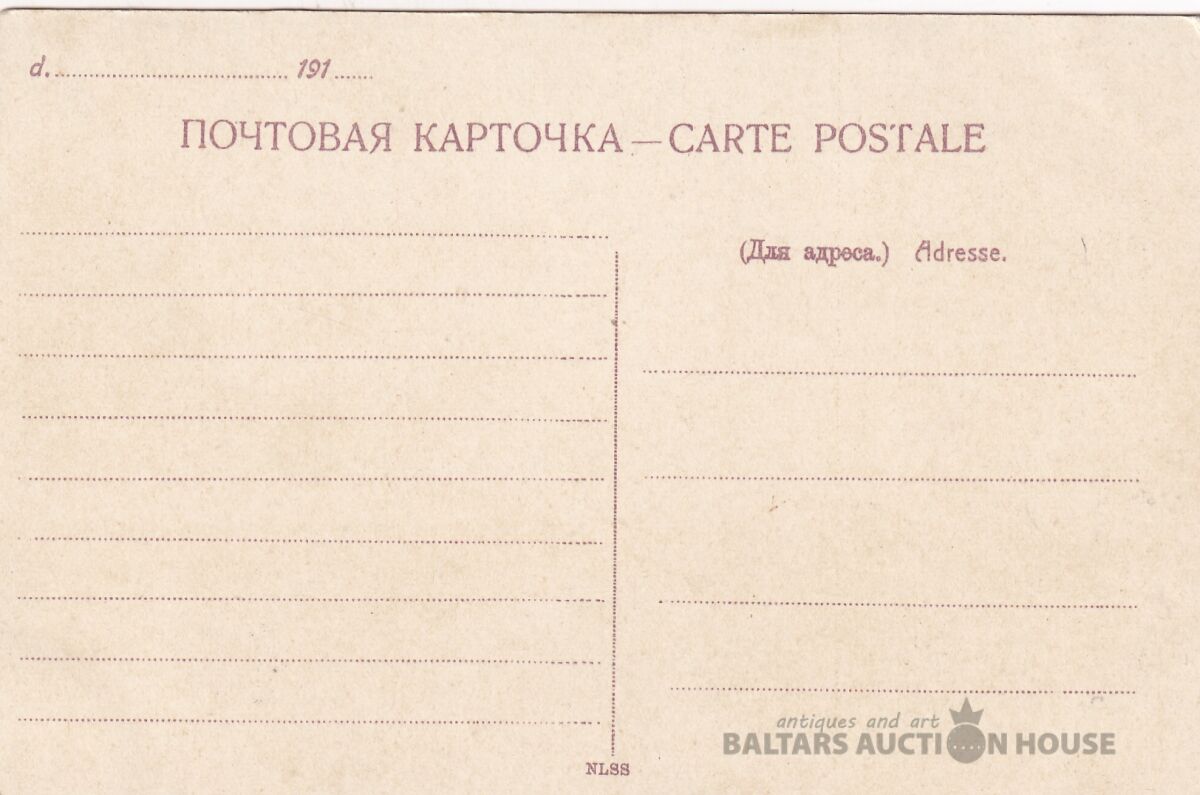 d. 191
ПОЧТОВАЯ КАРТОЧКА — CARTE POSTALE
(Для адреса.) Adresse.
antiques and art
BALTARS AUCTION HOUSE
NLSS